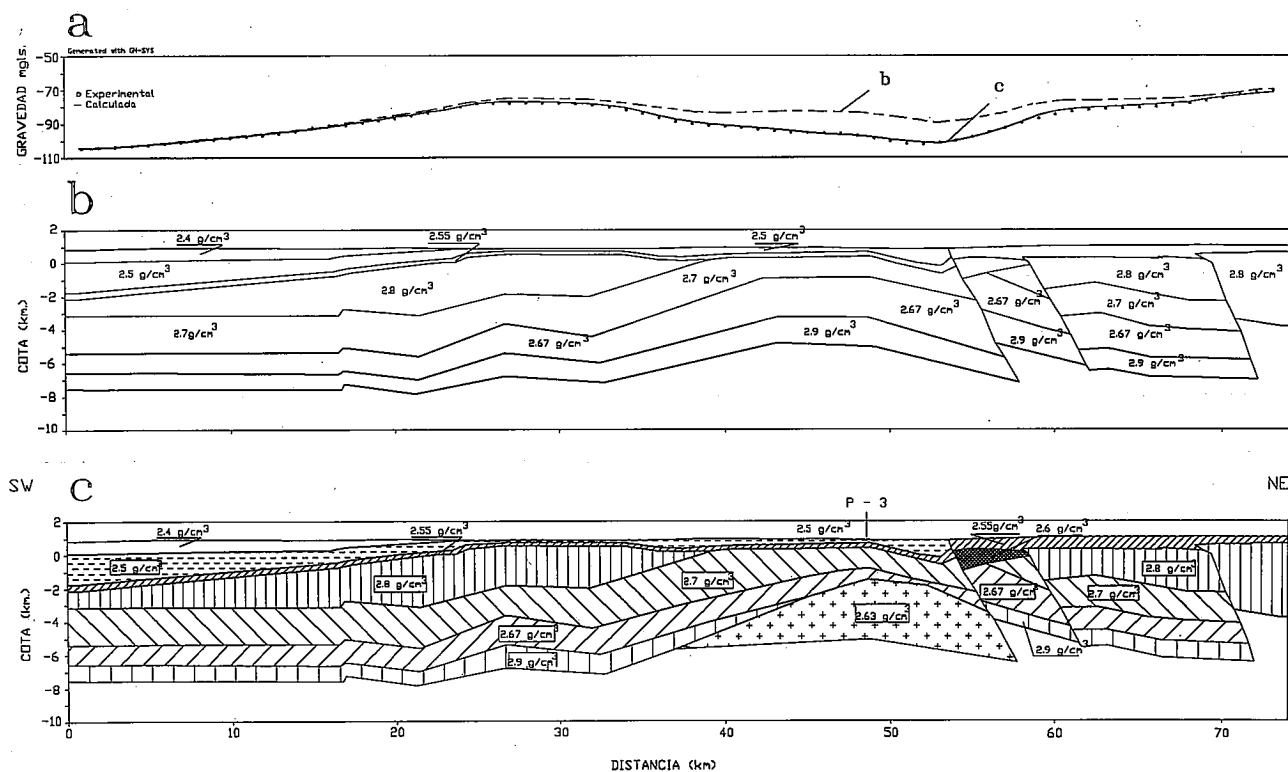 a
Generated with GM-SYS
GRAVEDAD mgls.
-50
-70
-90
-110
Experimental
Calculada
b
c
b
COTA (km.)
2
0
-2
-4
-6
-8
-10
2.4 g/cm3
2.55 g/cm3
2.5 g/cm3
2.5 g/cm3
2.8 g/cm3
2.7 g/cm3
2.7g/cm3
2.67 g/cm3
2.9 g/cm3
2.67 g/cm3
2.67 g/cm3
2.8 g/cm3
2.7 g/cm3
2.67 g/cm3
2.9 g/cm3
2.9 g/cm3
2.8 g/cm3
SW
c
NE
P - 3
COTA (km.)
2
0
-2
-4
-6
-8
-10
2.4 g/cm3
2.55 g/cm3
2.5 g/cm3
2.55g/cm3
2.6 g/cm3
2.5 g/cm3
2.8 g/cm3
2.7 g/cm3
2.67 g/cm3
2.8 g/cm3
2.7 g/cm3
2.67 g/cm3
2.9 g/cm3
2.63 g/cm3
2.9 g/cm3
0
10
20
30
40
50
60
70
DISTANCIA (km)